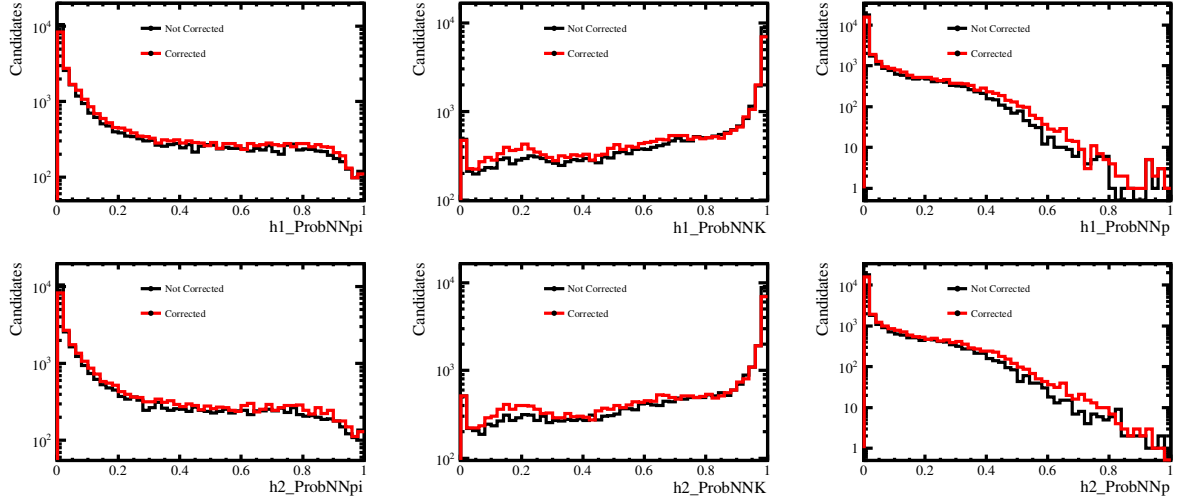 Candidates
10⁴
10³
10²
Not Corrected
Corrected
0 0.2 0.4 0.6 0.8 1
h1_ProbNNpi
Candidates
10⁴
10³
10²
Not Corrected
Corrected
0 0.2 0.4 0.6 0.8 1
h1_ProbNNK
Candidates
10⁴
10³
10²
10
1
Not Corrected
Corrected
0 0.2 0.4 0.6 0.8 1
h1_ProbNNp
Candidates
10⁴
10³
10²
Not Corrected
Corrected
0 0.2 0.4 0.6 0.8 1
h2_ProbNNpi
Candidates
10⁴
10³
10²
Not Corrected
Corrected
0 0.2 0.4 0.6 0.8 1
h2_ProbNNK
Candidates
10⁴
10³
10²
10
1
Not Corrected
Corrected
0 0.2 0.4 0.6 0.8 1
h2_ProbNNp